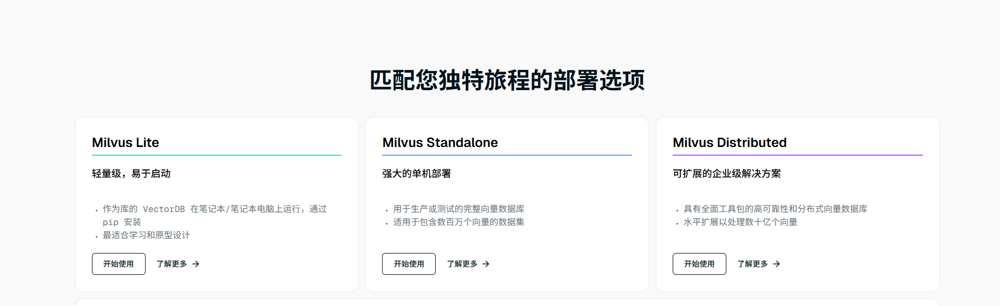 匹配您独特旅程的部署选项
Milvus Lite
轻量级，易于启动
作为库的 VectorDB 在笔记本/笔记本电脑上运行，通过
pip 安装
最适合学习和原型设计
开始使用
了解更多 →
Milvus Standalone
强大的单机部署
用于生产或测试的完整向量数据库
适用于包含数百万个向量的数据集
开始使用
了解更多 →
Milvus Distributed
可扩展的企业级解决方案
具有全面工具包的高可靠性和分布式向量数据库
水平扩展以处理数十亿个向量
开始使用
了解更多 →